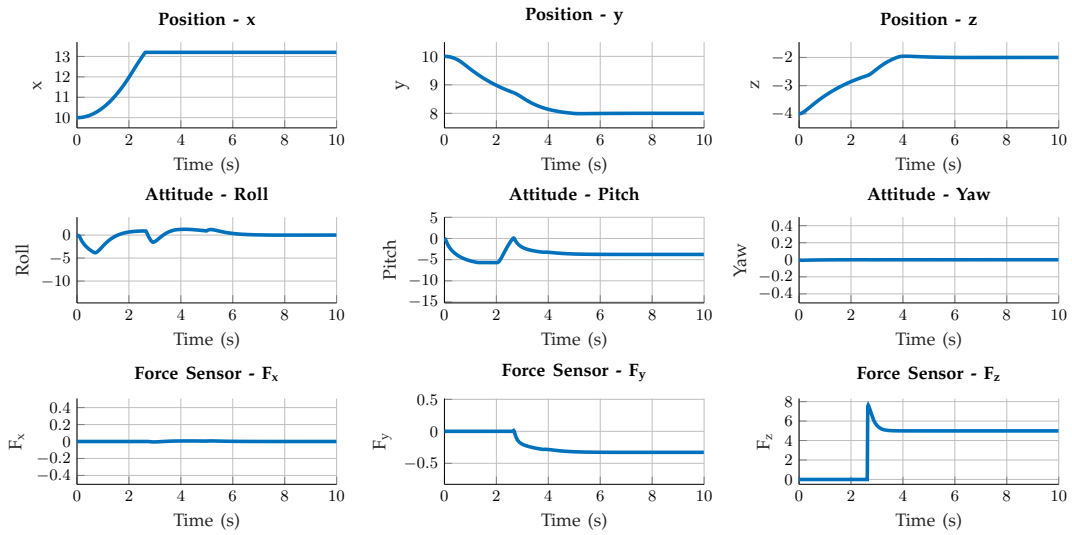 Position - x
Position - y
Position - z
x
10
11
12
13
0 2 4 6 8 10
Time (s)
y
8
9
10
0 2 4 6 8 10
Time (s)
z
−4
−3
−2
0 2 4 6 8 10
Time (s)
Attitude - Roll
Attitude - Pitch
Attitude - Yaw
Roll
0
−5
−10
0 2 4 6 8 10
Time (s)
Pitch
5
0
−5
−10
−15
0 2 4 6 8 10
Time (s)
Yaw
0.4
0.2
0
−0.2
−0.4
0 2 4 6 8 10
Time (s)
Force Sensor - Fx
Force Sensor - Fy
Force Sensor - Fz
Fx
0.4
0.2
0
−0.2
−0.4
0 2 4 6 8 10
Time (s)
Fy
0.5
0
−0.5
0 2 4 6 8 10
Time (s)
Fz
8
6
4
2
0
0 2 4 6 8 10
Time (s)